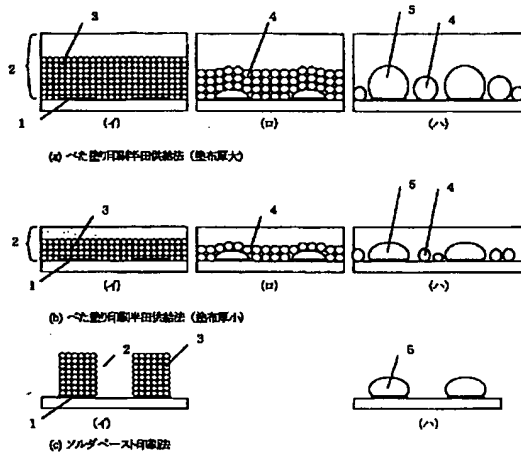 3 4 5 4
2
1
(イ) (ロ) (ハ)
(a) べた塗り印刷半田供給法 (塗布厚大)
3 4 5 4
2
1
(イ) (ロ) (ハ)
(b) べた塗り印刷半田供給法 (塗布厚小)
2 3 5
1
(イ) (ハ)
(c) ソルダペースト印刷法